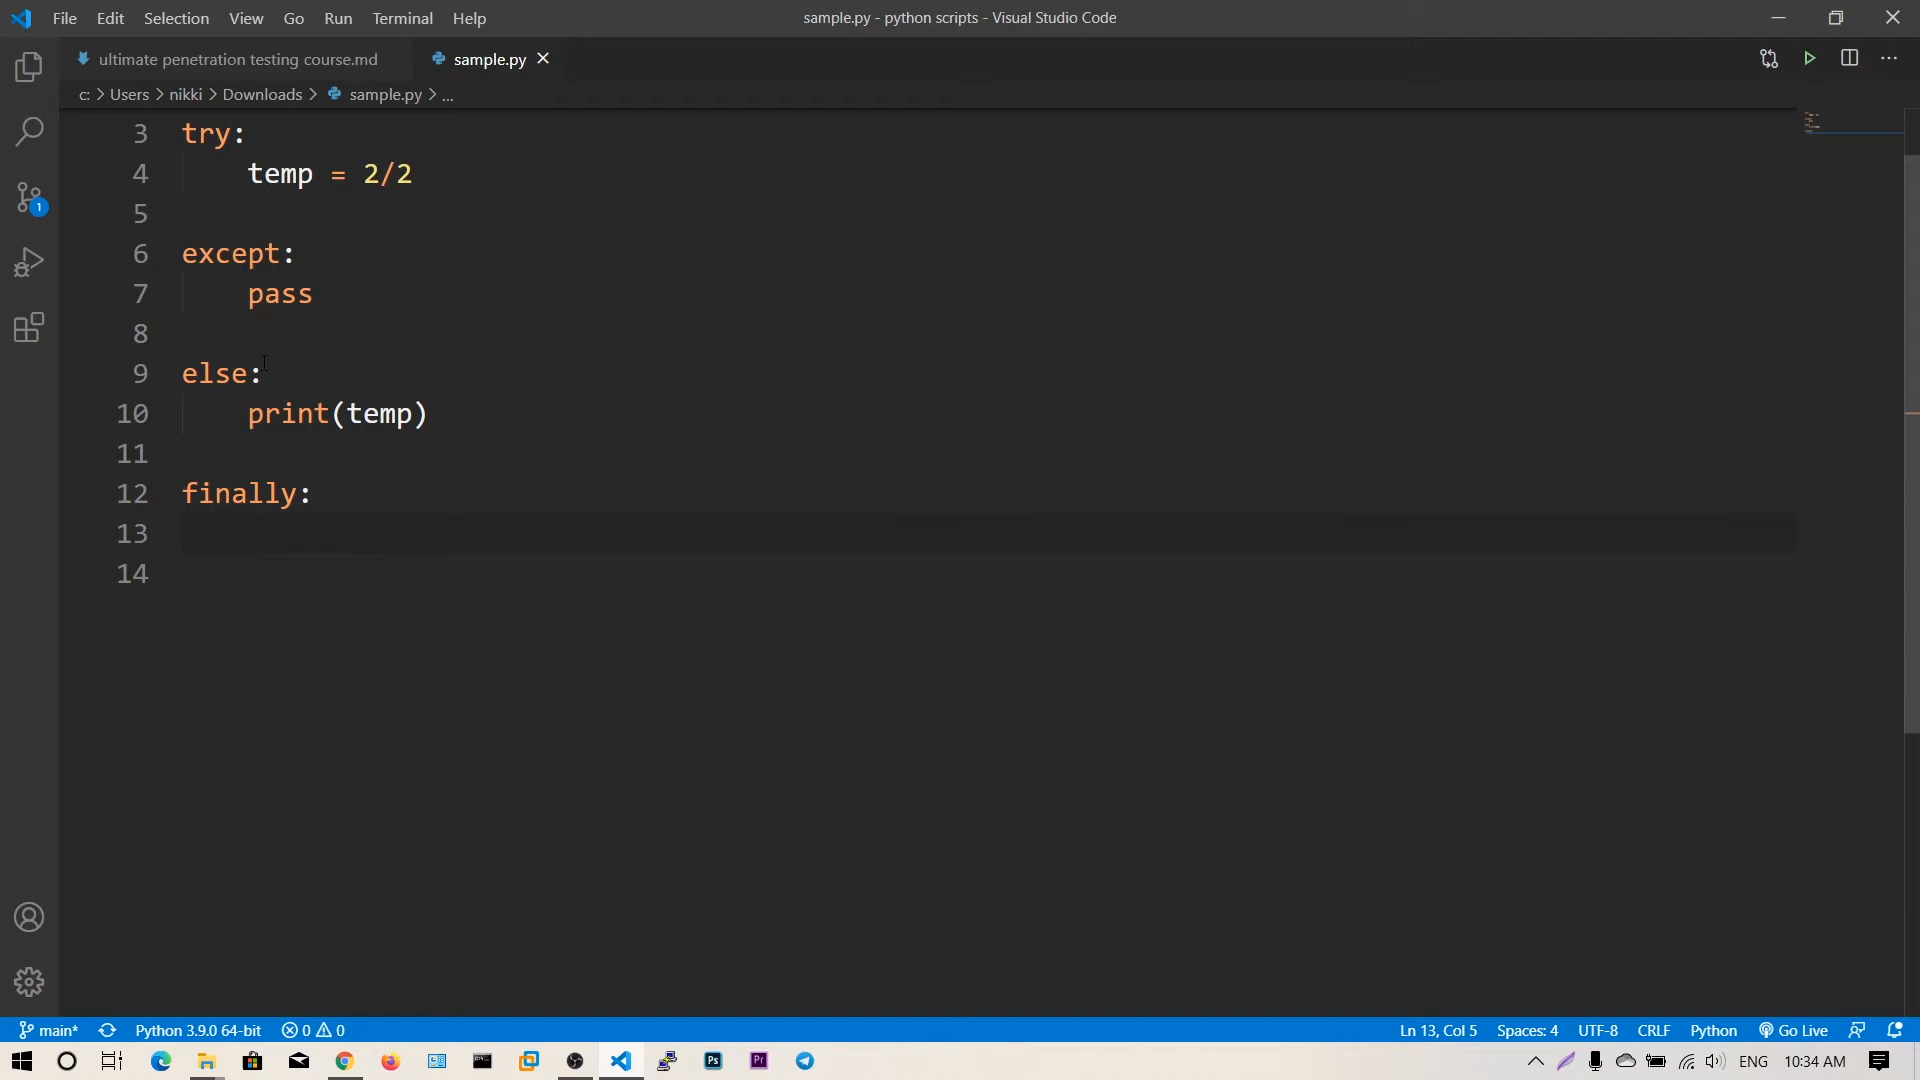 File Edit Selection View Go Run Terminal Help sample.py - python scripts - Visual Studio Code
ultimate penetration testing course.md sample.py
c: > Users > nikki > Downloads > sample.py > ...
3 try:
4 temp = 2/2
5
6 except:
7 pass
8
9 else:
10 print(temp)
11
12 finally:
13
14
1
main* Python 3.9.0 64-bit 0 0 Ln 13, Col 5 Spaces: 4 UTF-8 CRLF Python Go Live
Ps Pr ENG 10:34 AM